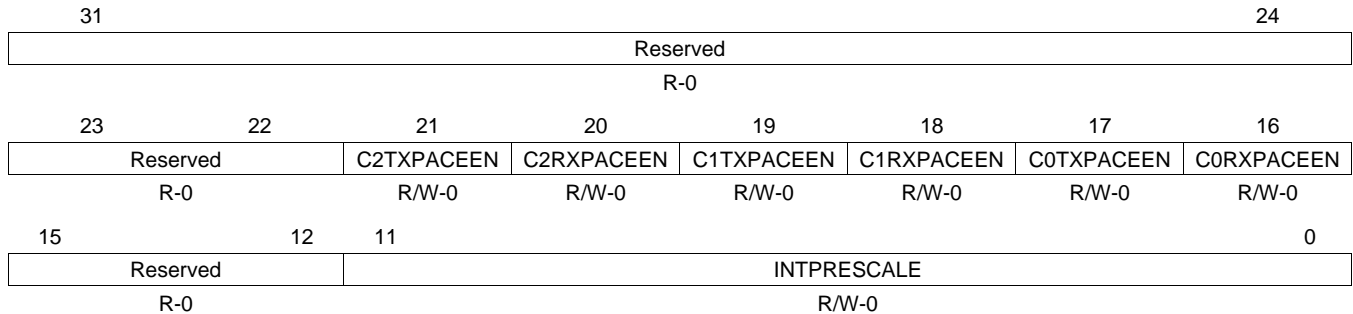 31 24
Reserved
R-0
23 22 21 20 19 18 17 16
Reserved C2TXPACEEN C2RXPACEEN C1TXPACEEN C1RXPACEEN C0TXPACEEN C0RXPACEEN
R-0 R/W-0 R/W-0 R/W-0 R/W-0 R/W-0 R/W-0
15 12 11 0
Reserved INTPRESCALE
R-0 R/W-0